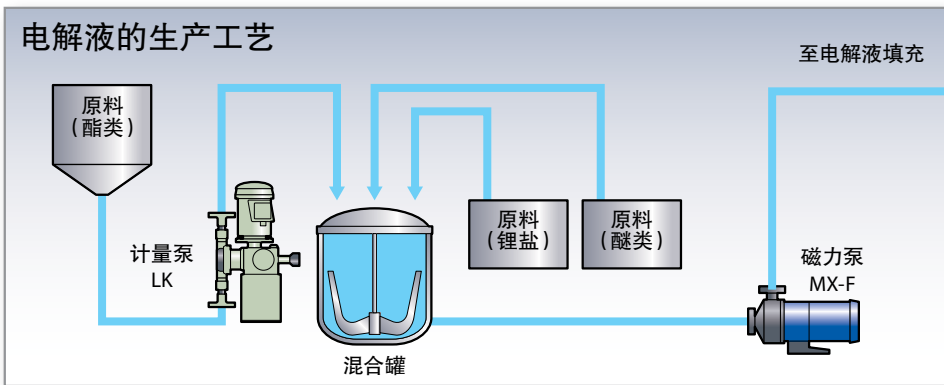 电解液的生产工艺
至电解液填充
原料
（酯类）
计量泵
LK
原料
（锂盐）
原料
（醚类）
磁力泵
MX-F
混合罐